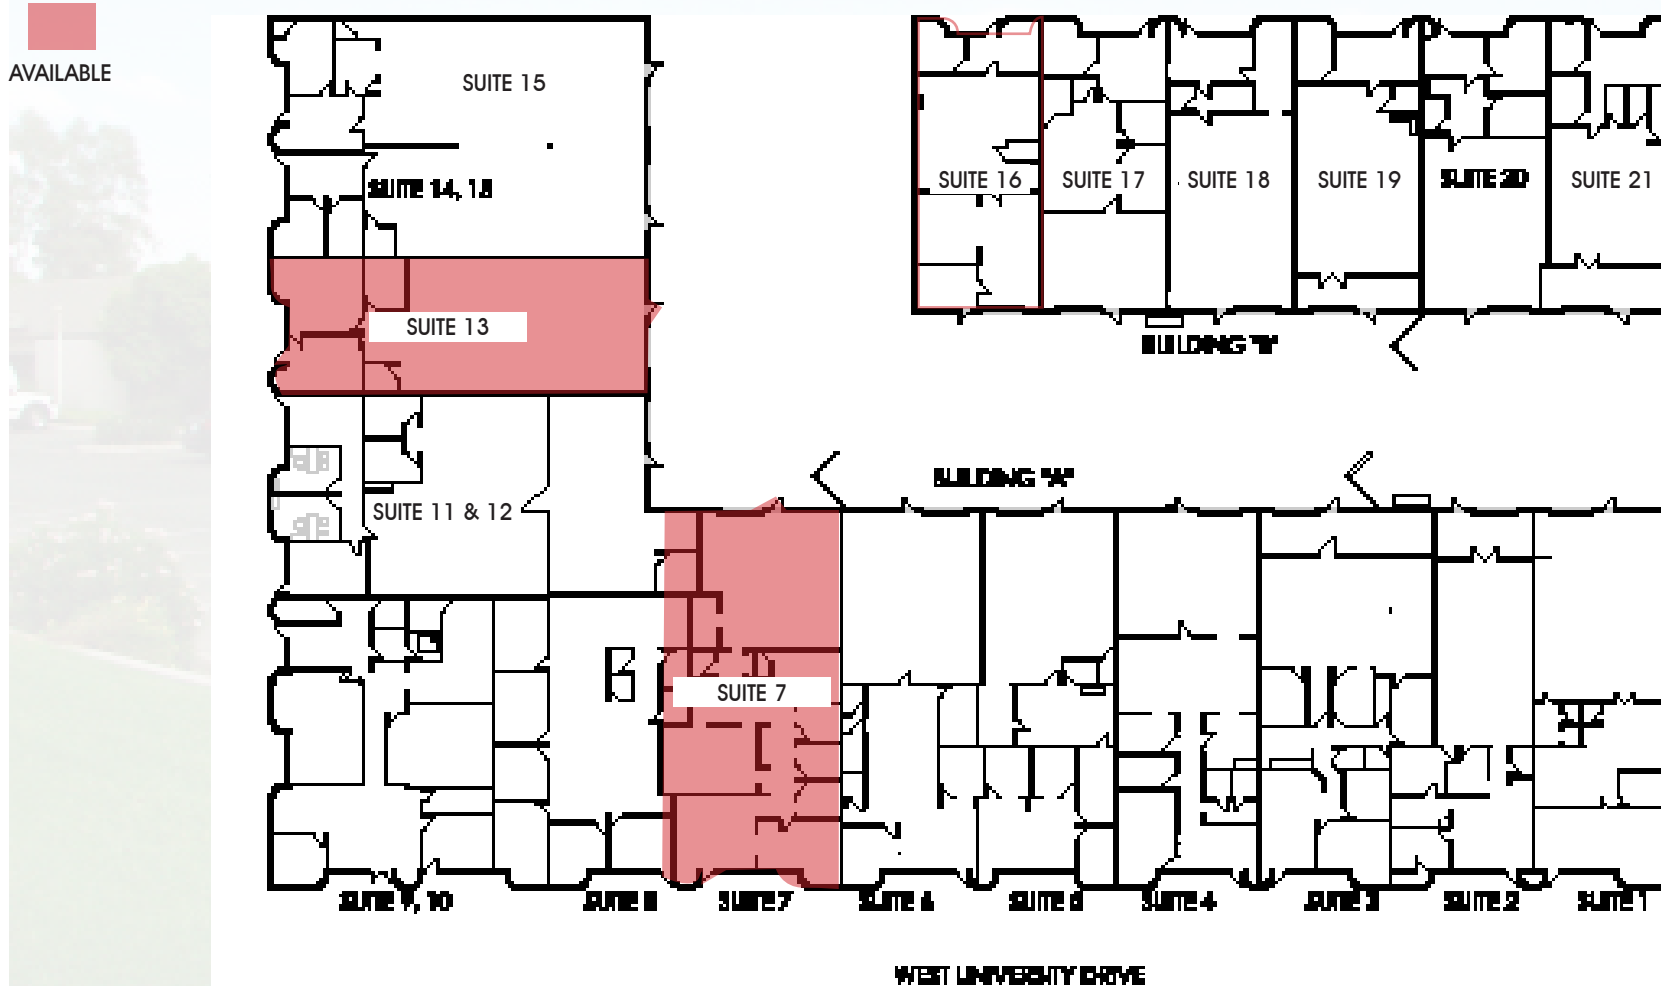 AVAILABLE
SUITE 15
SUITE 14, 13
SUITE 13
SUITE 11 & 12
SUITE 16
SUITE 17
SUITE 18
SUITE 19
SUITE 20
SUITE 21
BUILDING "B"
BUILDING "A"
SUITE 7
SUITE 9, 10
SUITE 8
SUITE 7
SUITE 6
SUITE 5
SUITE 4
SUITE 3
SUITE 2
SUITE 1
WEST UNIVERSITY DRIVE